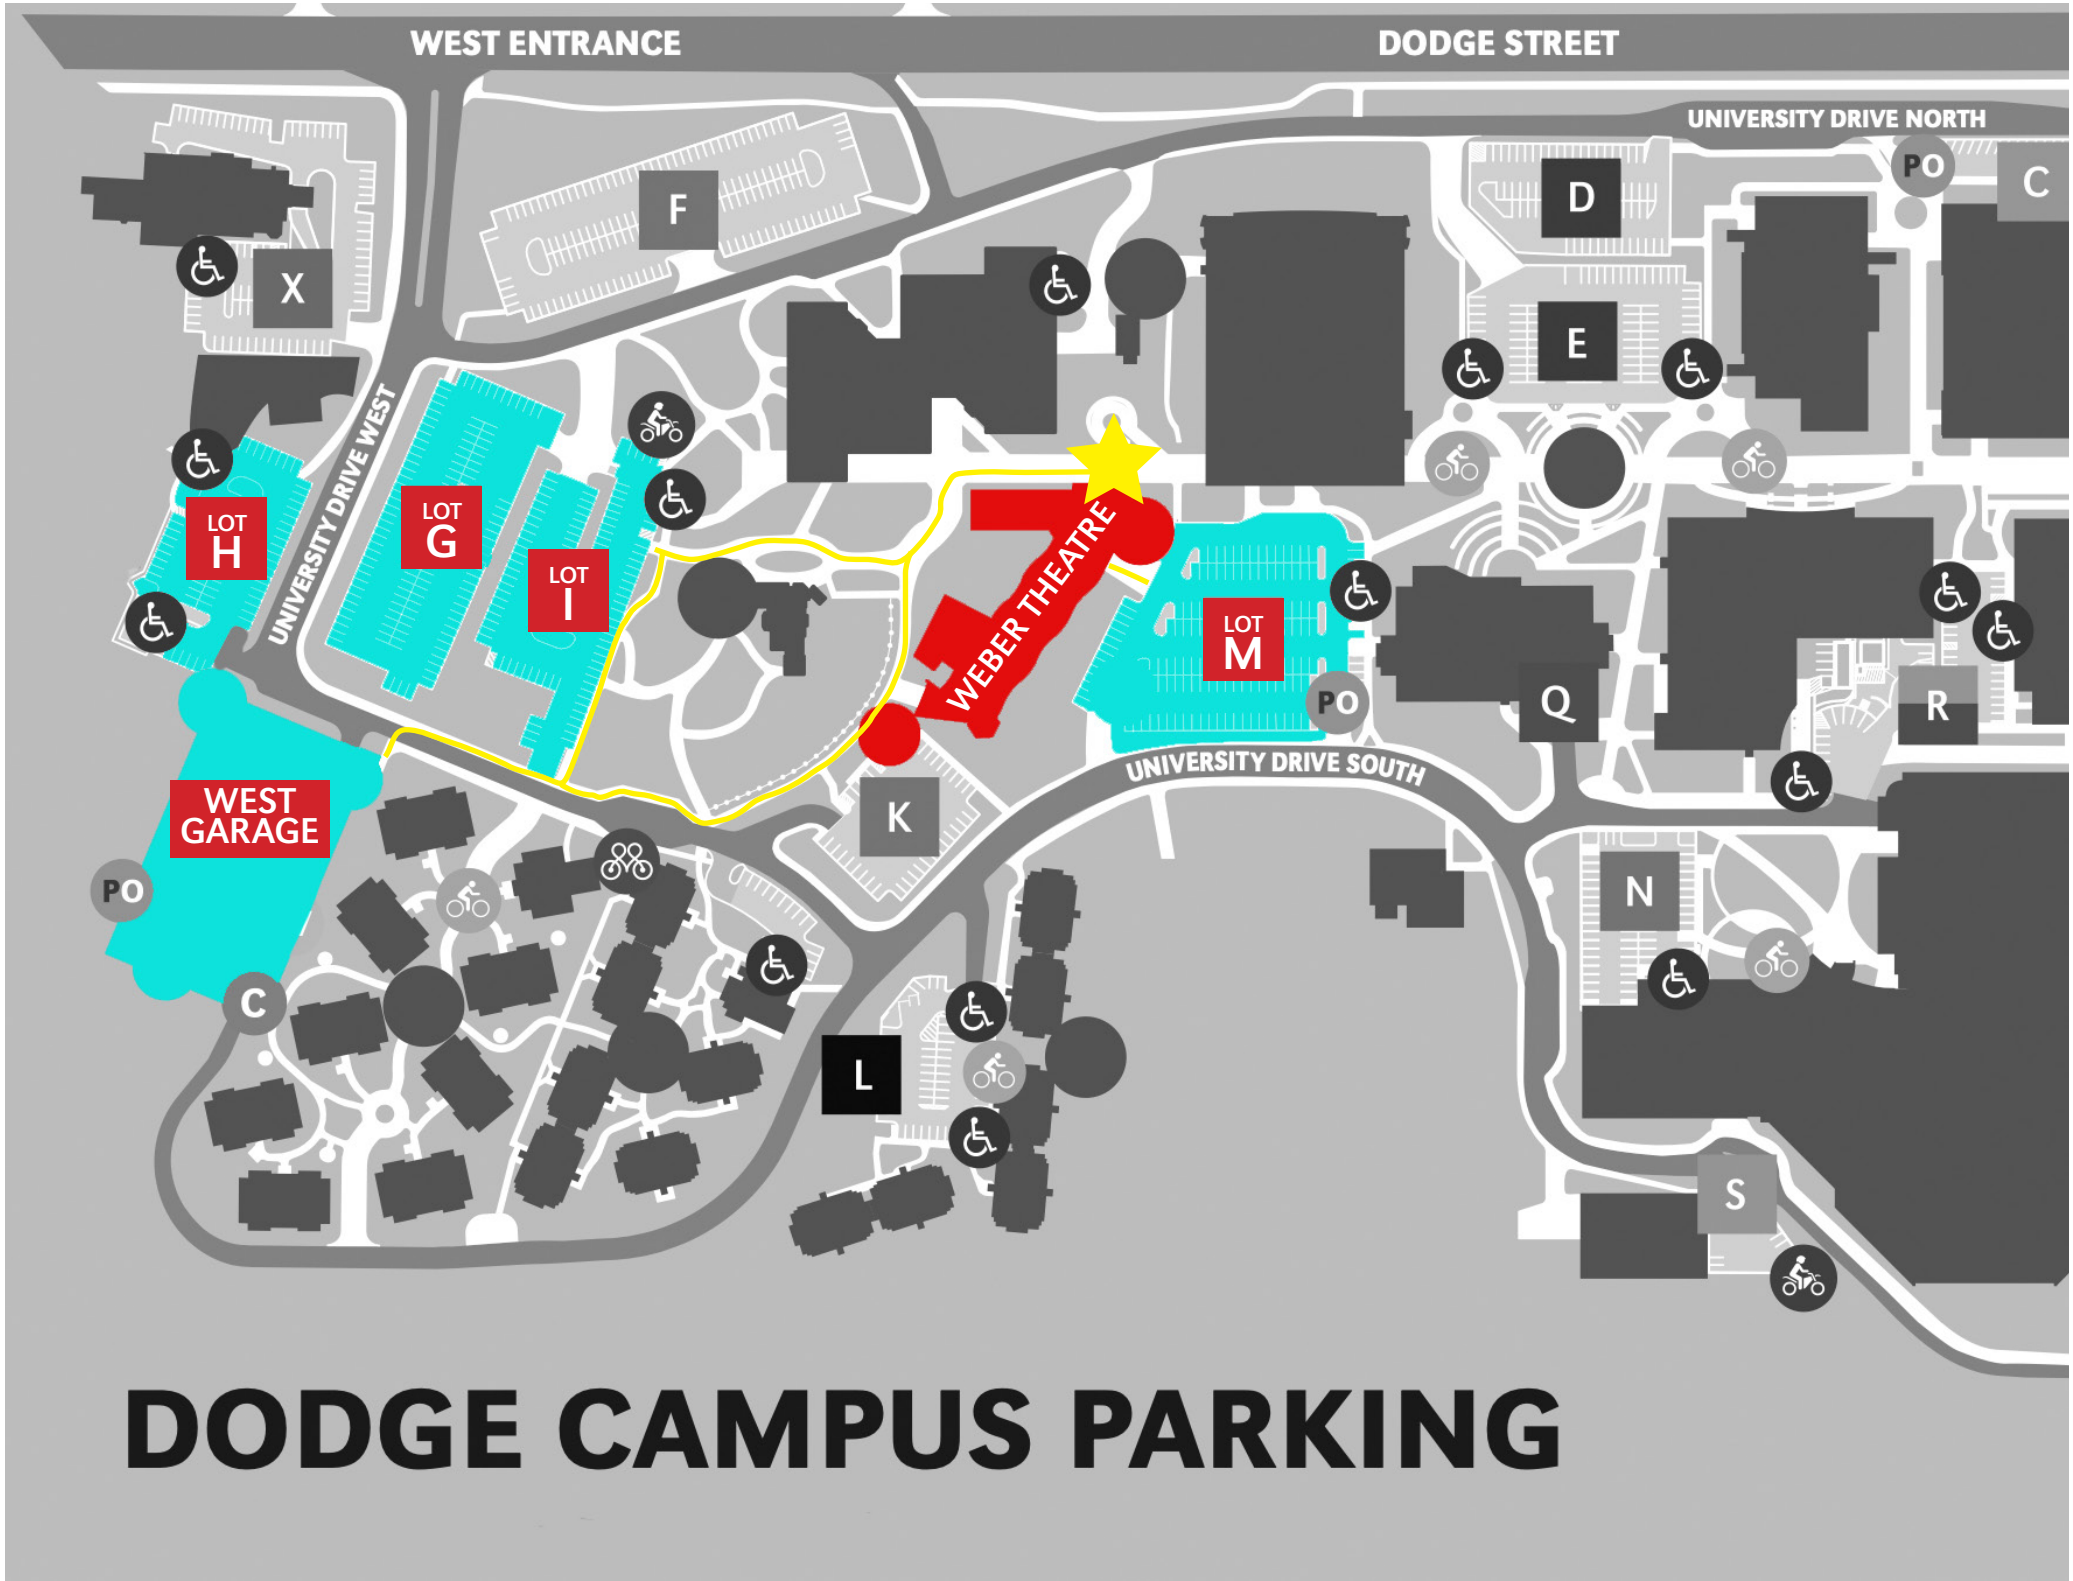 WEST ENTRANCE
DODGE STREET
UNIVERSITY DRIVE NORTH
PO
C
D
F
X
E
UNIVERSITY DRIVE WEST
LOT
H
LOT
G
LOT
I
WEBER THEATRE
LOT
M
PO
Q
R
UNIVERSITY DRIVE SOUTH
WEST
GARAGE
K
PO
N
C
L
S
DODGE CAMPUS PARKING